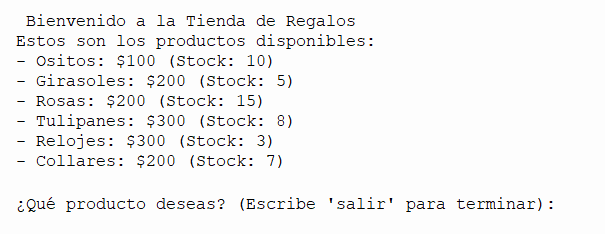 Bienvenido a la Tienda de Regalos
Estos son los productos disponibles:
- Ositos: $100 (Stock: 10)
- Girasoles: $200 (Stock: 5)
- Rosas: $200 (Stock: 15)
- Tulipanes: $300 (Stock: 8)
- Relojes: $300 (Stock: 3)
- Collares: $200 (Stock: 7)
¿Qué producto deseas? (Escribe 'salir' para terminar):